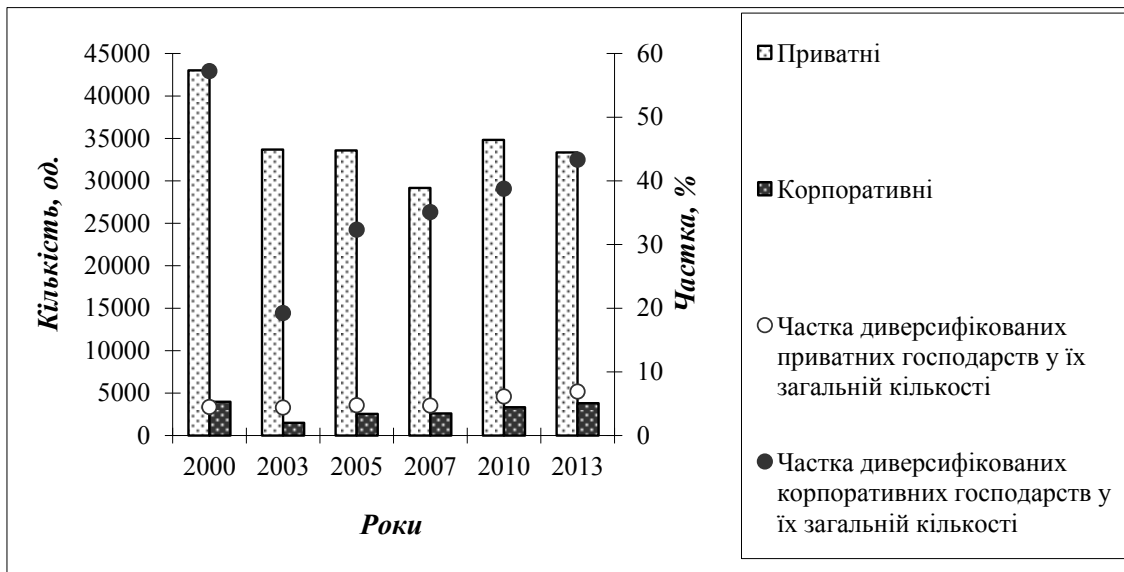 45000
40000
35000
30000
25000
20000
15000
10000
5000
0
Кількість, од.
60
50
40
30
20
10
0
Частка, %
2000 2003 2005 2007 2010 2013
Роки
Приватні
Корпоративні
Частка диверсифікованих
приватних господарств у їх
загальній кількості
Частка диверсифікованих
корпоративних господарств у
їх загальній кількості